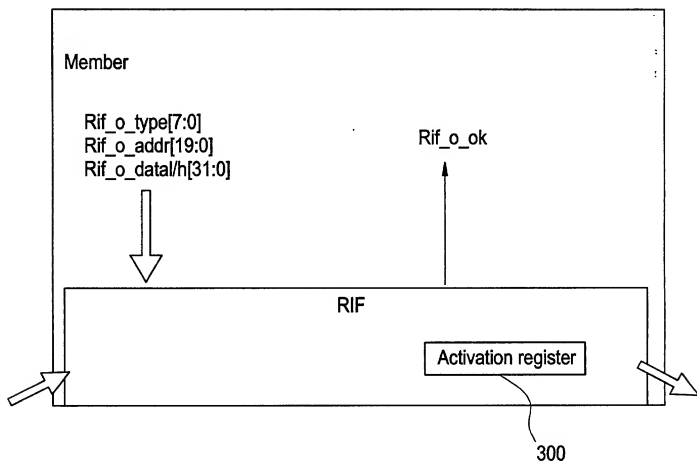 Member
Rif_o_type[7:0]
Rif_o_addr[19:0]
Rif_o_datal/h[31:0]
Rif_o_ok
RIF
Activation register
300